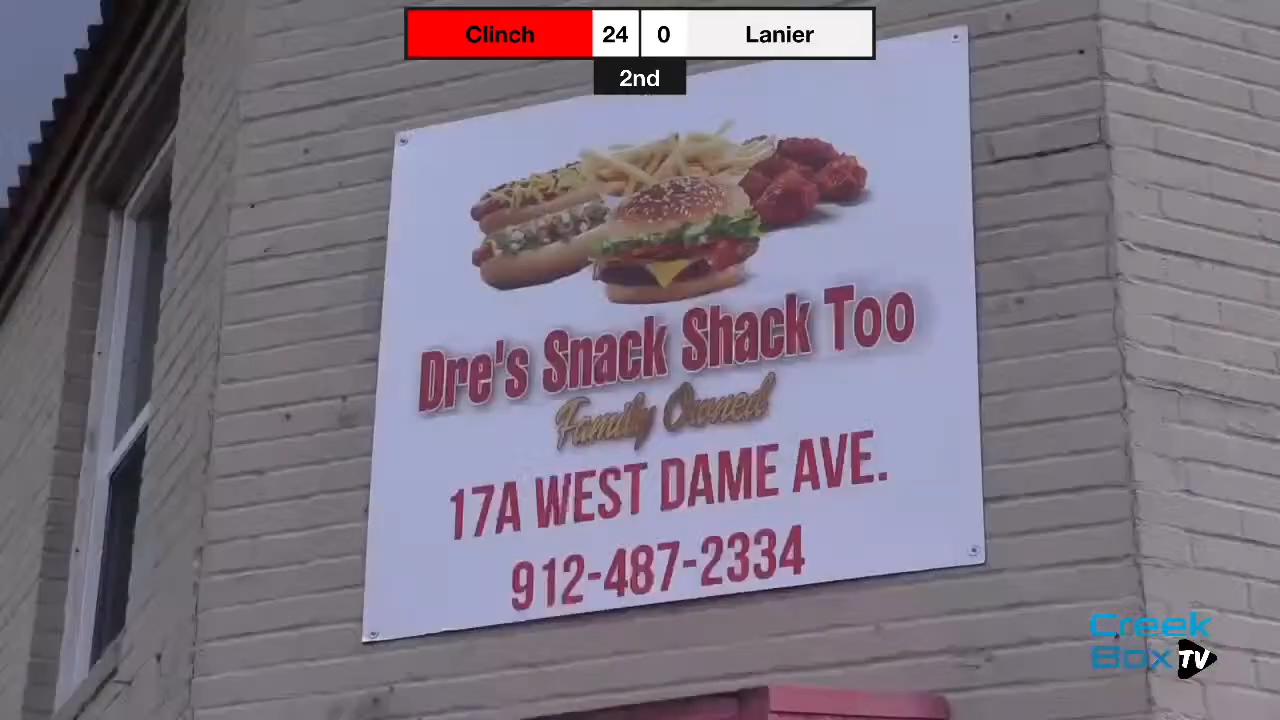 Clinch 24 0 Lanier
2nd
Dre's Snack Shack Too
Family Owned
17A WEST DAME AVE.
912-487-2334
Creek
Box TV